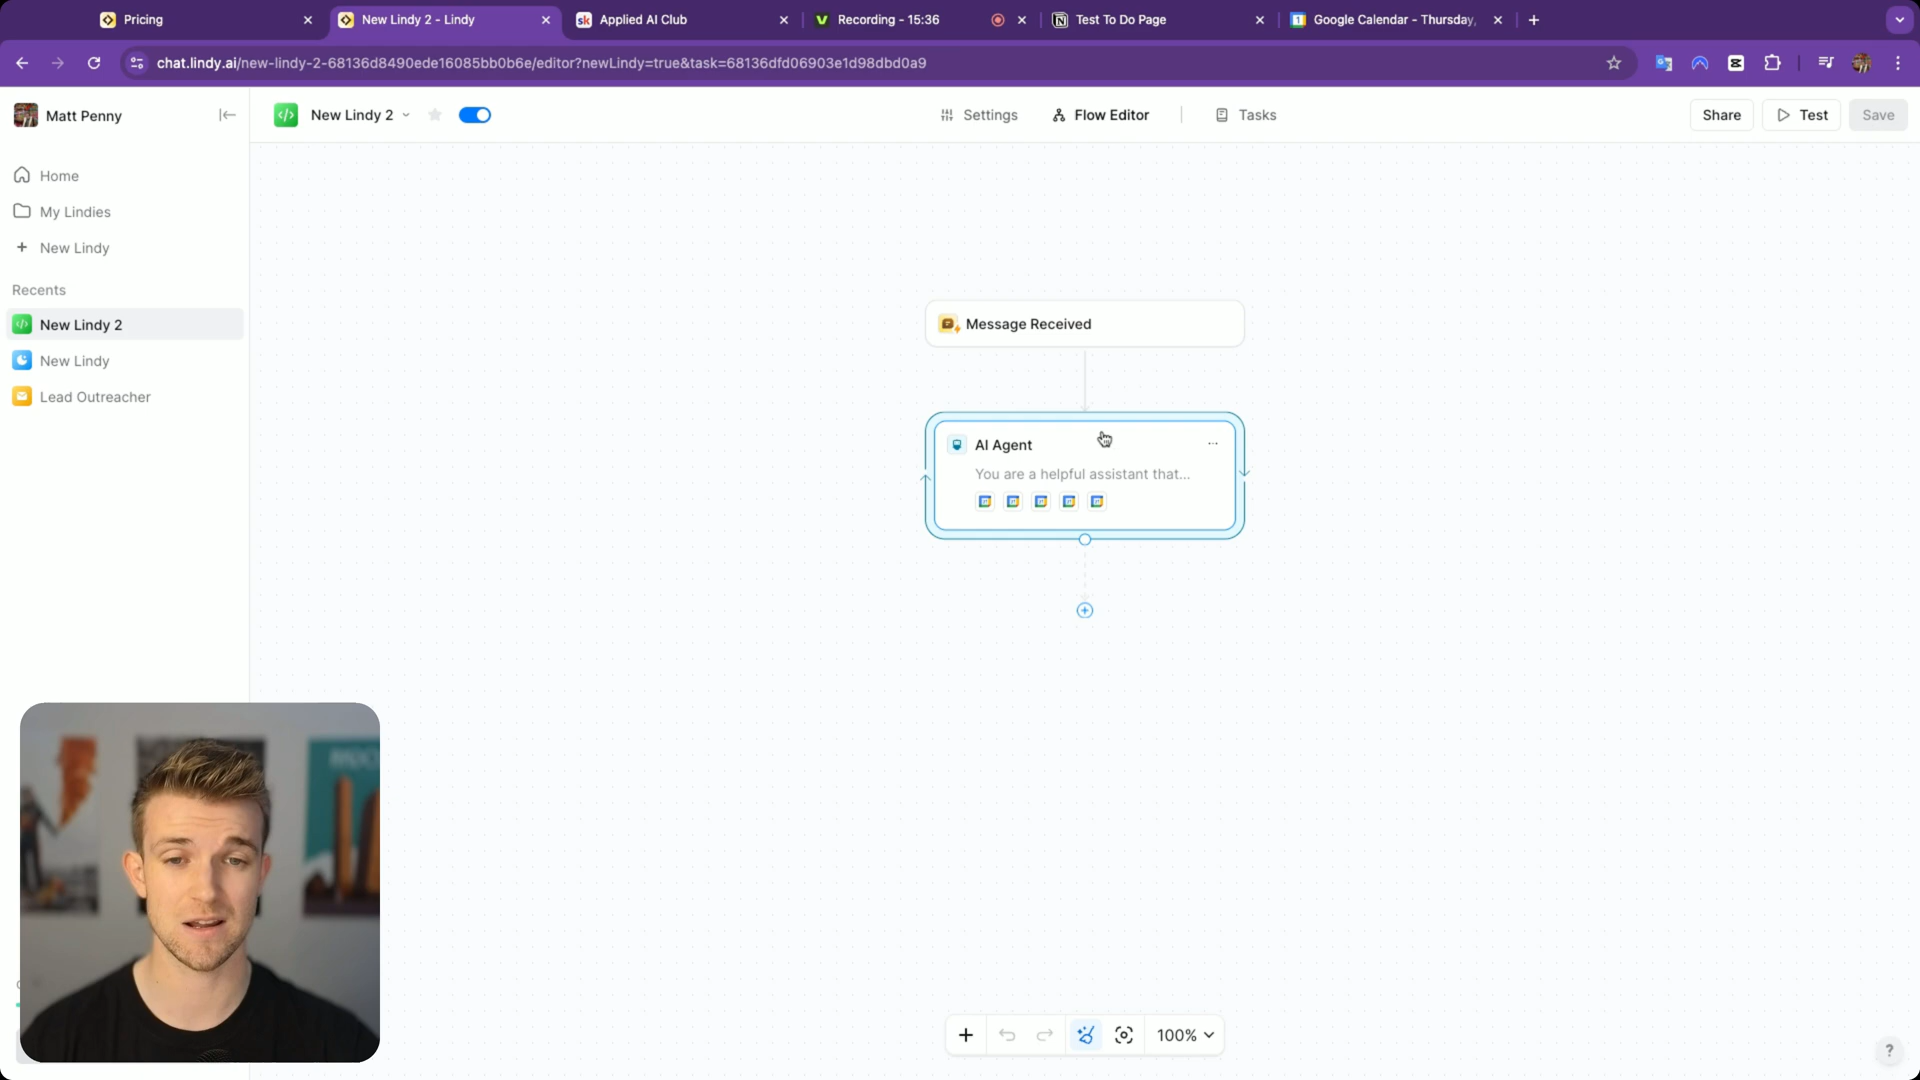 Pricing
New Lindy 2 - Lindy
Applied AI Club
Recording - 15:36
Test To Do Page
Google Calendar - Thursday,
chat.lindy.ai/new-lindy-2-68136d8490ede16085bb0b6e/editor?newLindy=true&task=68136dfd06903e1d98dbd0a9
Matt Penny
New Lindy 2
Settings
Flow Editor
Tasks
Share
Test
Save
Home
My Lindies
New Lindy
Recents
New Lindy 2
New Lindy
Lead Outreacher
Message Received
AI Agent
You are a helpful assistant that...
100%
?